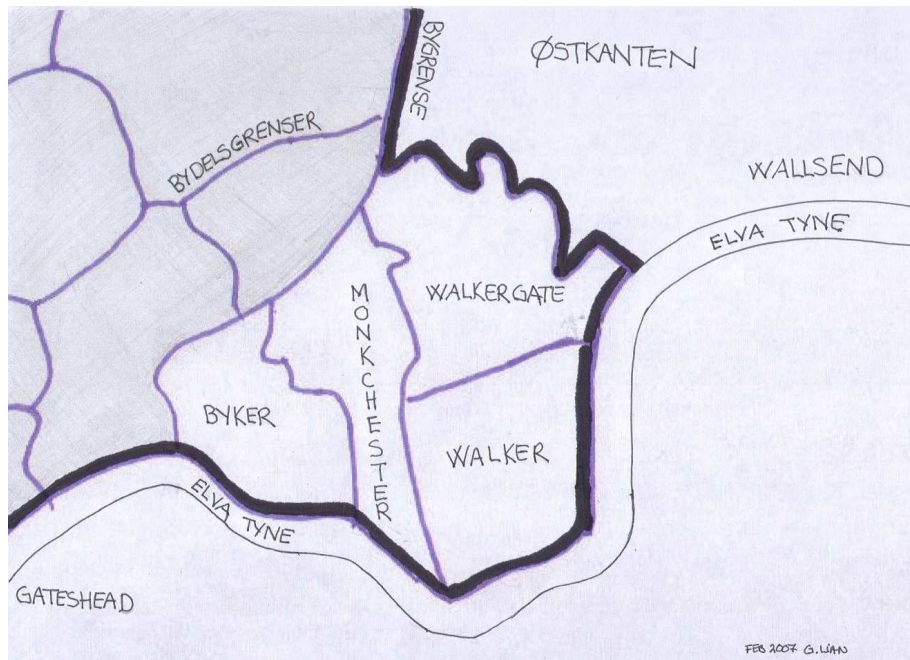 BYGRENSE
ØSTKANTEN
BYDELSGRENSER
WALLSEND
ELVA TYNE
WALKERGATE
MONKCHESTER
BYKER
WALKER
ELVA TYNE
GATESHEAD
FEB 2007 G.LIAN